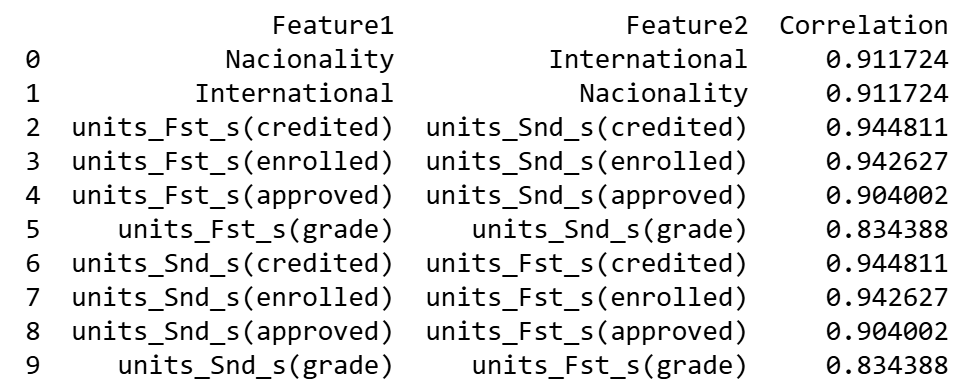 Feature1 Feature2 Correlation
0 Nacionality International 0.911724
1 International Nacionality 0.911724
2 units_Fst_s(credited) units_Snd_s(credited) 0.944811
3 units_Fst_s(enrolled) units_Snd_s(enrolled) 0.942627
4 units_Fst_s(approved) units_Snd_s(approved) 0.904002
5 units_Fst_s(grade) units_Snd_s(grade) 0.834388
6 units_Snd_s(credited) units_Fst_s(credited) 0.944811
7 units_Snd_s(enrolled) units_Fst_s(enrolled) 0.942627
8 units_Snd_s(approved) units_Fst_s(approved) 0.904002
9 units_Snd_s(grade) units_Fst_s(grade) 0.834388